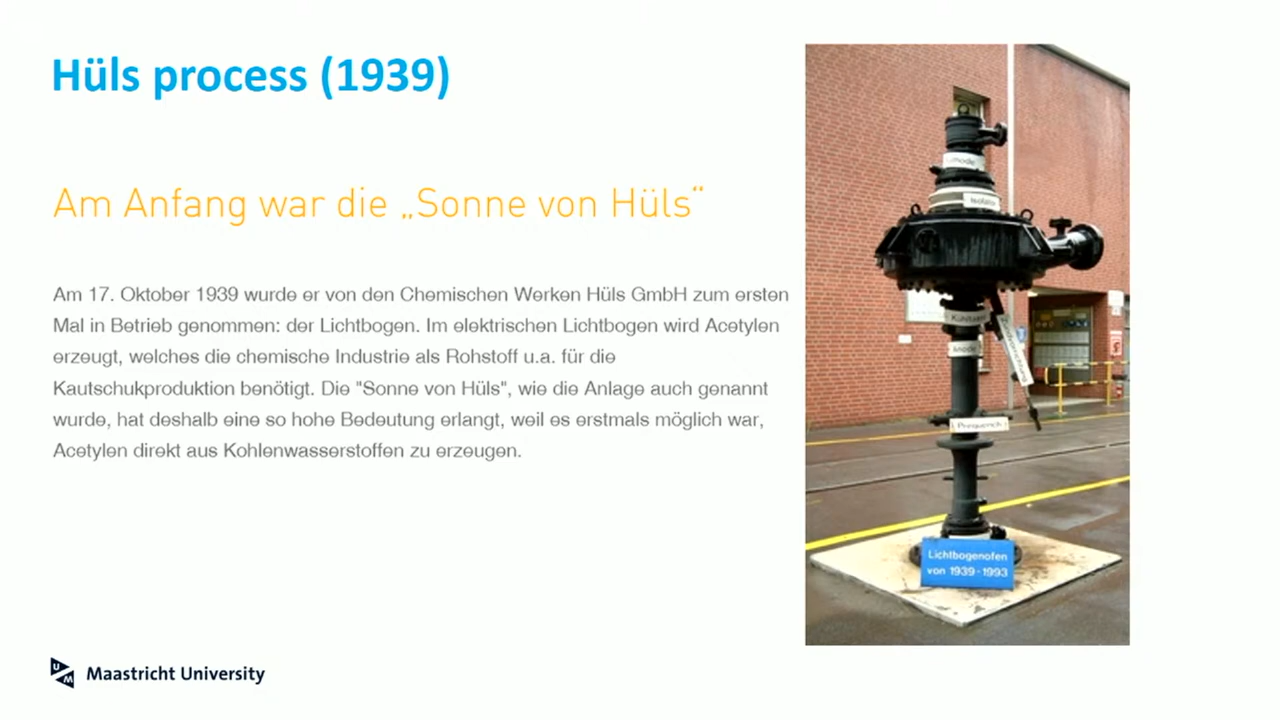 Hüls process (1939)
Am Anfang war die „Sonne von Hüls“
Am 17. Oktober 1939 wurde er von den Chemischen Werken Hüls GmbH zum ersten
Mal in Betrieb genommen: der Lichtbogen. Im elektrischen Lichtbogen wird Acetylen
erzeugt, welches die chemische Industrie als Rohstoff u.a. für die
Kautschukproduktion benötigt. Die "Sonne von Hüls", wie die Anlage auch genannt
wurde, hat deshalb eine so hohe Bedeutung erlangt, weil es erstmals möglich war,
Acetylen direkt aus Kohlenwasserstoffen zu erzeugen.
Isolator
Anode
Prequench
Lichtbogenofen
von 1939 - 1993
UM
Maastricht University